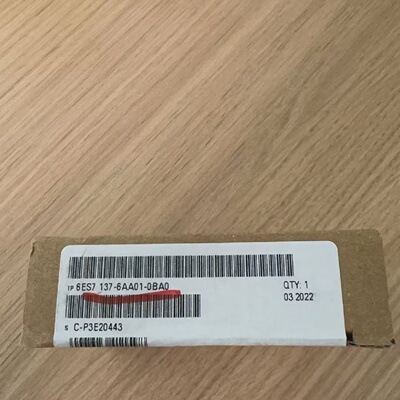 1P 6ES7 137-6AA01-0BA0
QTY: 1
03.2022
S C-P3E20443